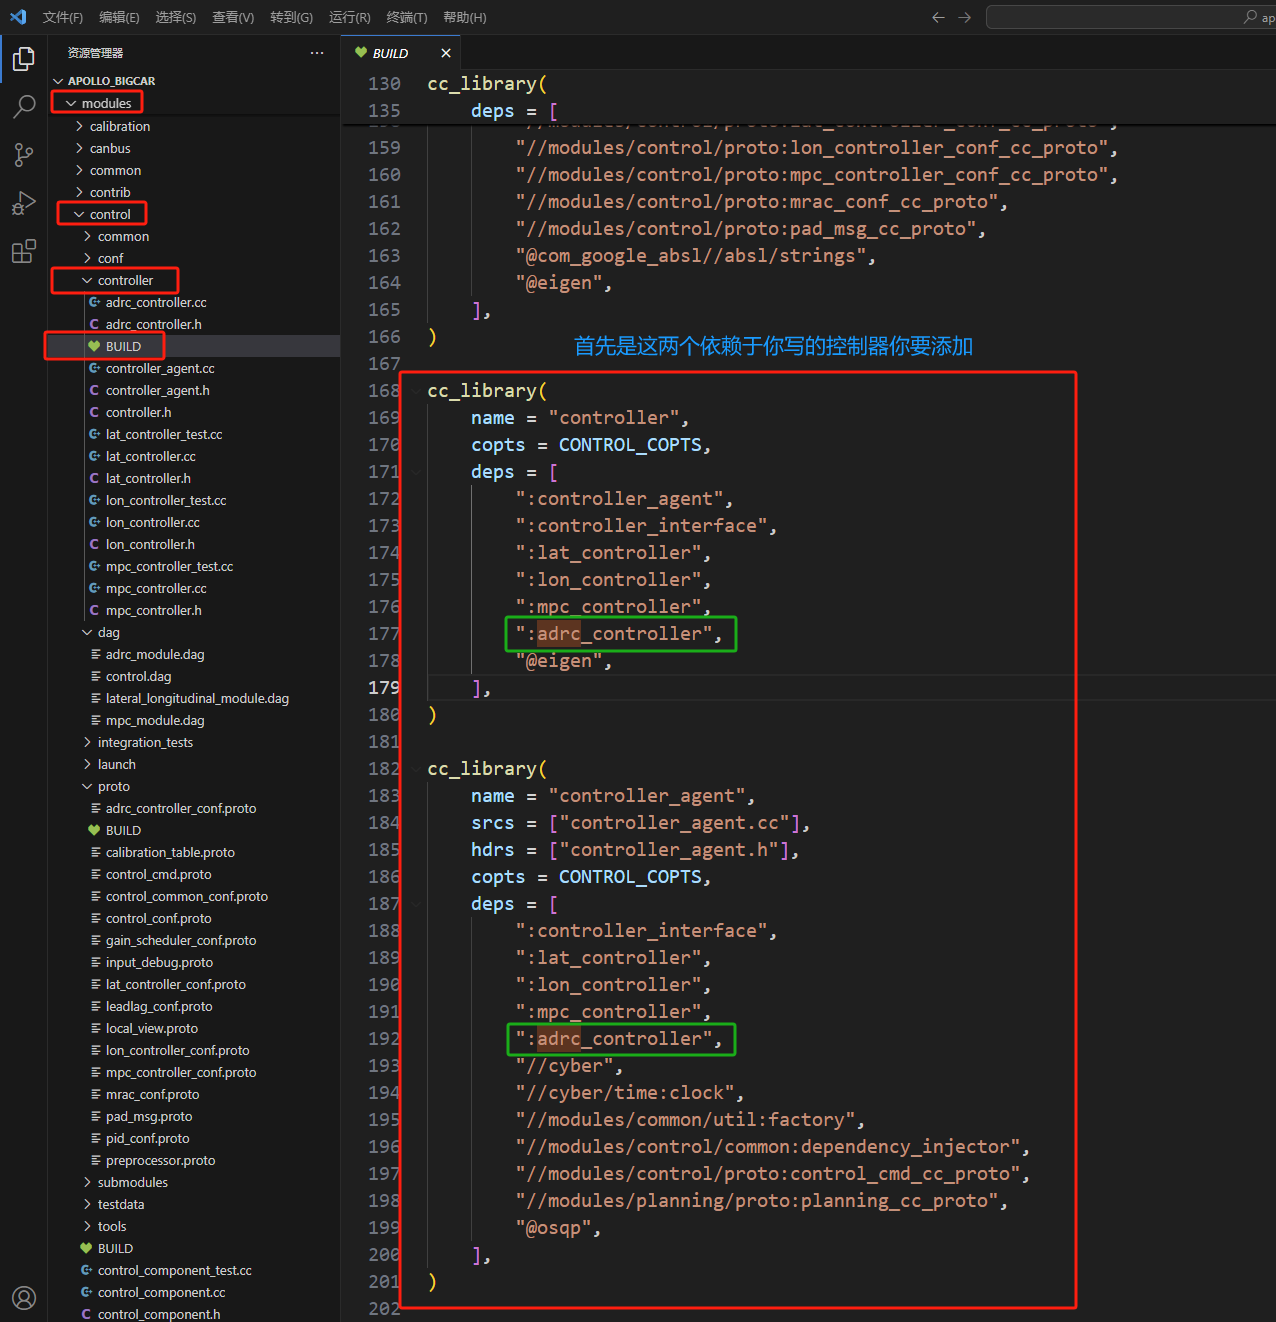 文件(F) 编辑(E) 选择(S) 查看(V) 转到(G) 运行(R) 终端(T) 帮助(H) ap
资源管理器 ···
APOLLO_BIGCAR
modules
calibration
canbus
common
contrib
control
common
conf
controller
adrc_controller.cc
adrc_controller.h
BUILD
controller_agent.cc
controller_agent.h
controller.h
lat_controller_test.cc
lat_controller.cc
lat_controller.h
lon_controller_test.cc
lon_controller.cc
lon_controller.h
mpc_controller_test.cc
mpc_controller.cc
mpc_controller.h
dag
adrc_module.dag
control.dag
lateral_longitudinal_module.dag
mpc_module.dag
integration_tests
launch
proto
adrc_controller_conf.proto
BUILD
calibration_table.proto
control_cmd.proto
control_common_conf.proto
control_conf.proto
gain_scheduler_conf.proto
input_debug.proto
lat_controller_conf.proto
leadlag_conf.proto
local_view.proto
lon_controller_conf.proto
mpc_controller_conf.proto
mrac_conf.proto
pad_msg.proto
pid_conf.proto
preprocessor.proto
submodules
testdata
tools
BUILD
control_component_test.cc
control_component.cc
control_component.h
BUILD
130 cc_library(
135 deps = [
"//modules/control/proto:lat_controller_conf_cc_proto",
159 "//modules/control/proto:lon_controller_conf_cc_proto",
160 "//modules/control/proto:mpc_controller_conf_cc_proto",
161 "//modules/control/proto:mrac_conf_cc_proto",
162 "//modules/control/proto:pad_msg_cc_proto",
163 "@com_google_absl//absl/strings",
164 "@eigen",
165 ],
166 )
首先是这两个依赖于你写的控制器你要添加
167
168 cc_library(
169 name = "controller",
170 copts = CONTROL_COPTS,
171 deps = [
172 ":controller_agent",
173 ":controller_interface",
174 ":lat_controller",
175 ":lon_controller",
176 ":mpc_controller",
177 ":adrc_controller",
178 "@eigen",
179 ],
180 )
181
182 cc_library(
183 name = "controller_agent",
184 srcs = ["controller_agent.cc"],
185 hdrs = ["controller_agent.h"],
186 copts = CONTROL_COPTS,
187 deps = [
188 ":controller_interface",
189 ":lat_controller",
190 ":lon_controller",
191 ":mpc_controller",
192 ":adrc_controller",
193 "//cyber",
194 "//cyber/time:clock",
195 "//modules/common/util:factory",
196 "//modules/control/common:dependency_injector",
197 "//modules/control/proto:control_cmd_cc_proto",
198 "//modules/planning/proto:planning_cc_proto",
199 "@osqp",
200 ],
201 )
202